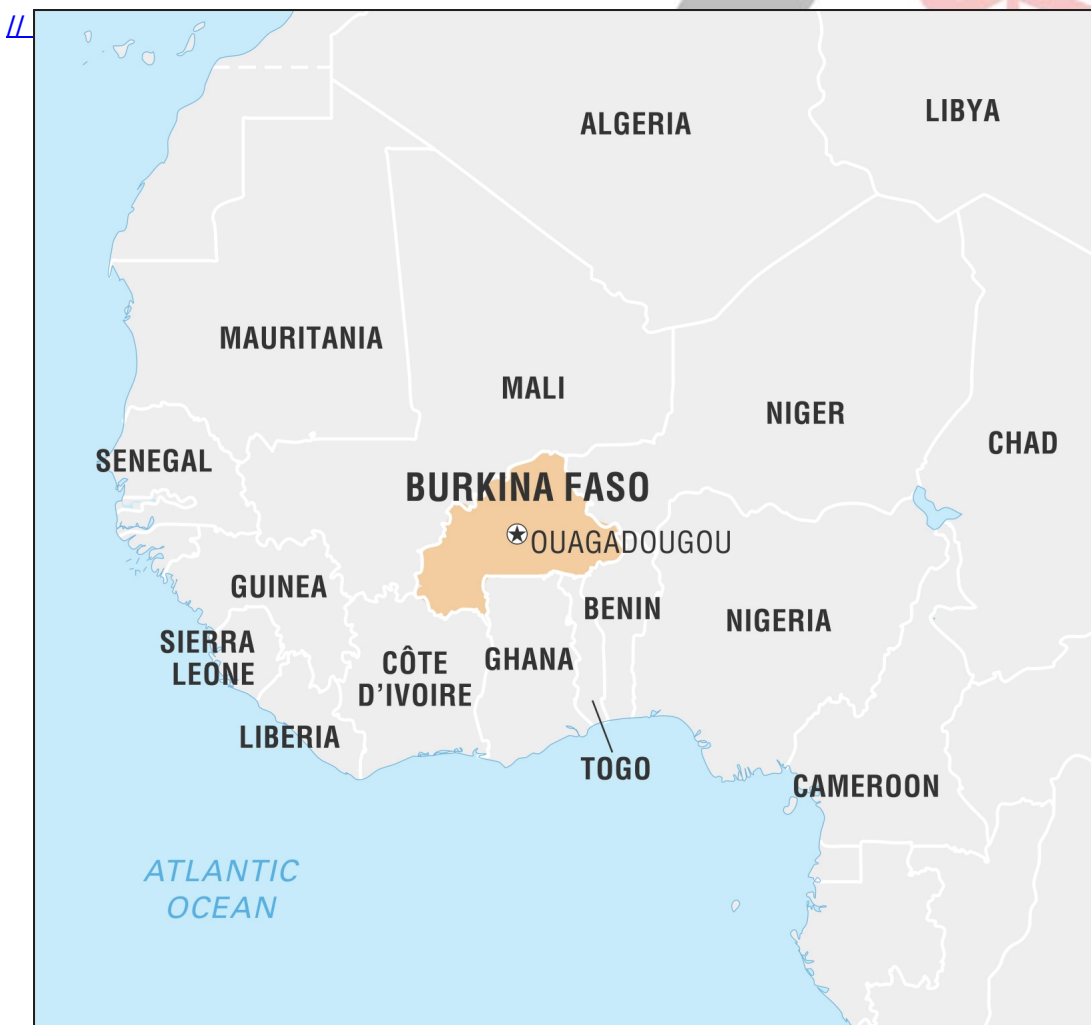 //
ALGERIA
LIBYA
MAURITANIA
MALI
NIGER
CHAD
SENEGAL
BURKINA FASO
OUAGADOUGOU
GUINEA
BENIN
NIGERIA
SIERRA
LEONE
CÔTE
D'IVOIRE
GHANA
LIBERIA
TOGO
CAMEROON
ATLANTIC
OCEAN